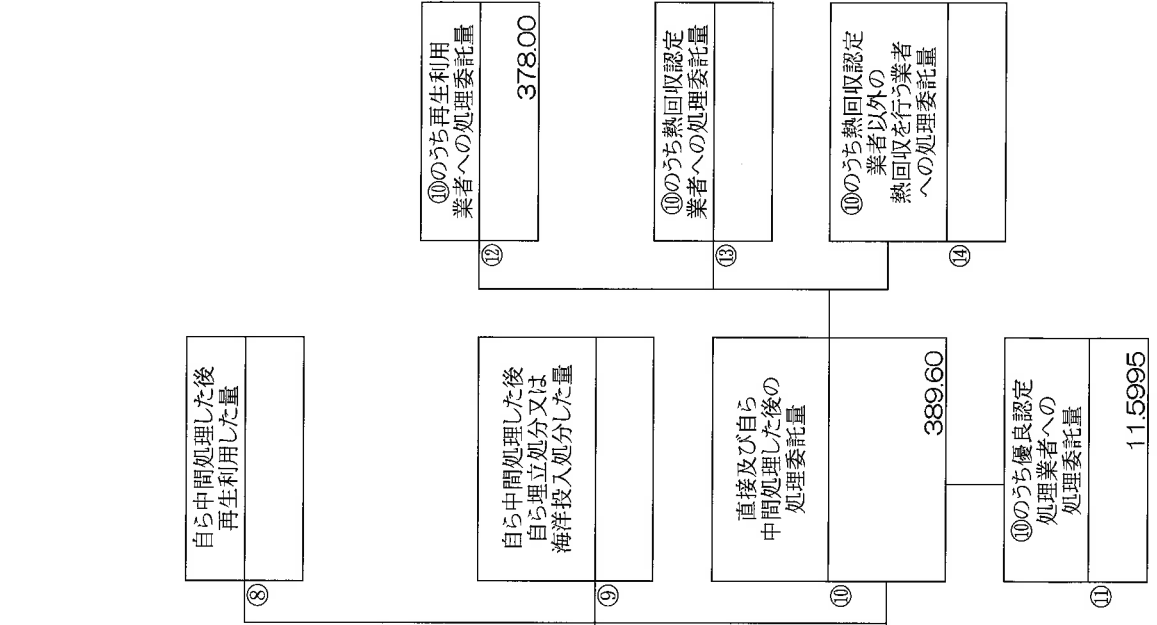 ⑧
自ら中間処理した後
再生利用した量
⑨
自ら中間処理した後
自ら埋立処分又は
海洋投入処分した量
⑩
直接及び自ら
中間処理した後の
処理委託量
389.60
⑪
⑩のうち優良認定
処理業者への
処理委託量
11.5995
⑫
⑩のうち再生利用
業者への処理委託量
378.00
⑬
⑩のうち熱回収認定
業者への処理委託量
⑭
⑩のうち熱回収認定
業者以外の
熱回収を行う業者
への処理委託量